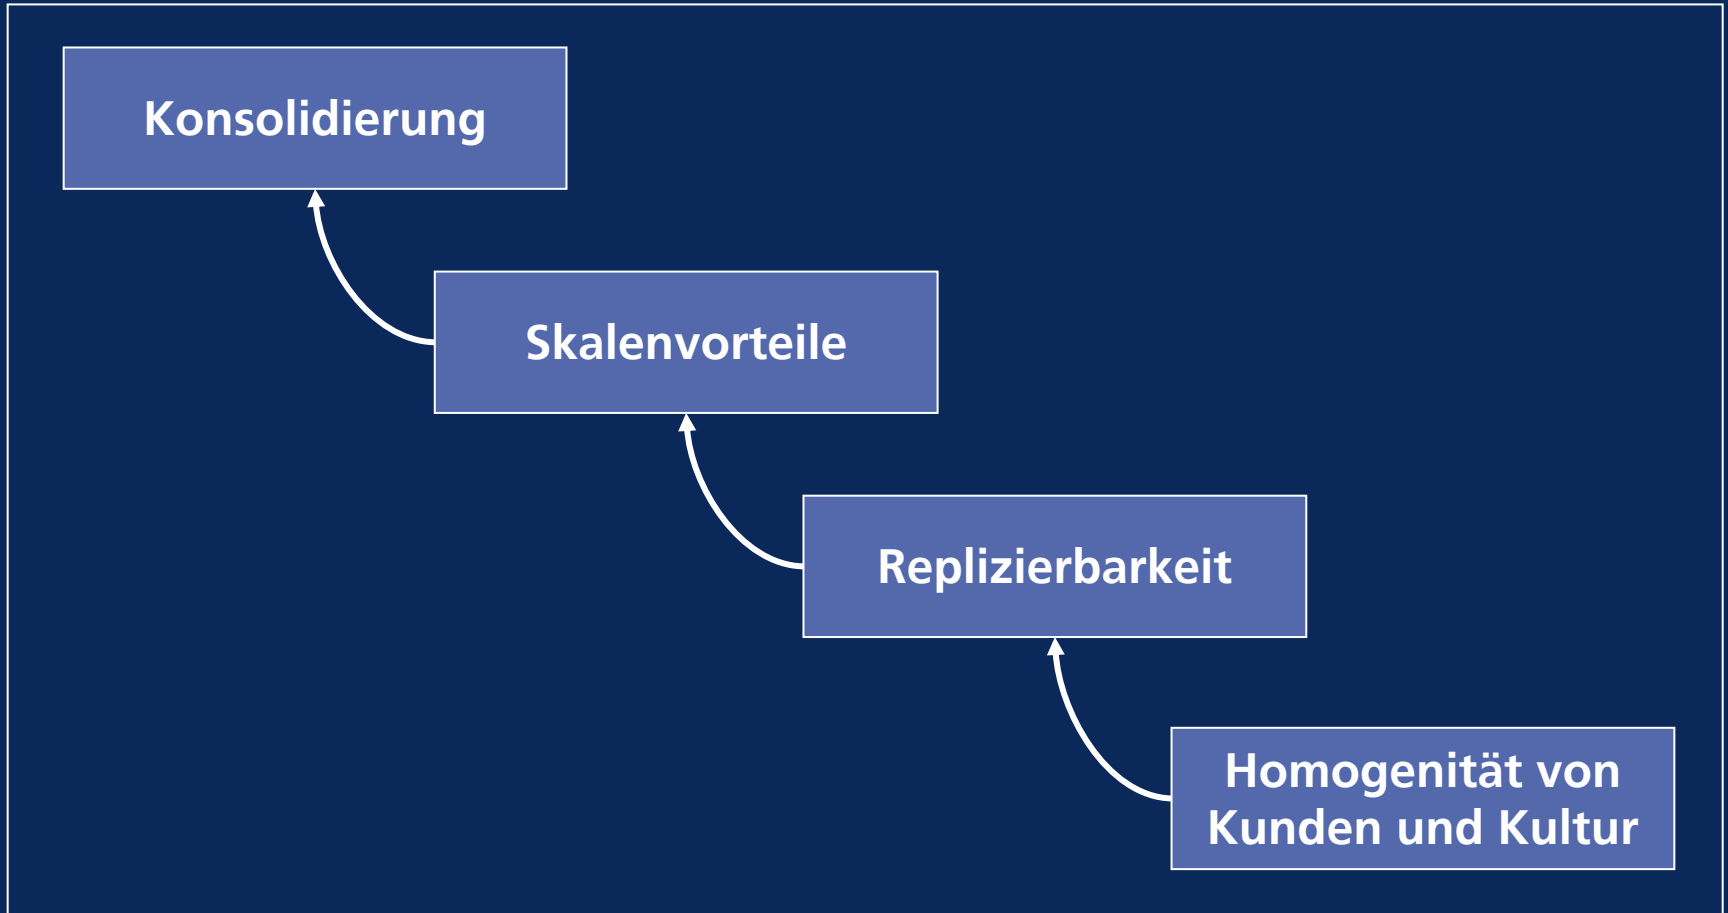 Konsolidierung
Skalenvorteile
Replizierbarkeit
Homogenität von
Kunden und Kultur